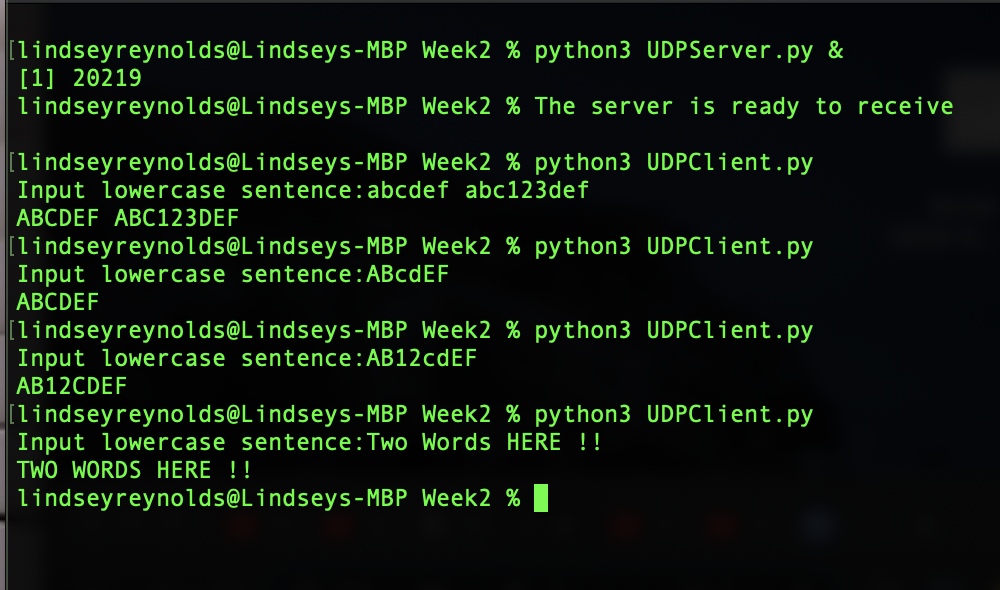 [lindseyreynolds@Lindseys-MBP Week2 % python3 UDPServer.py &
[1] 20219
lindseyreynolds@Lindseys-MBP Week2 % The server is ready to receive
[lindseyreynolds@Lindseys-MBP Week2 % python3 UDPClient.py
Input lowercase sentence:abcdef abc123def
ABCDEF ABC123DEF
[lindseyreynolds@Lindseys-MBP Week2 % python3 UDPClient.py
Input lowercase sentence:ABcdEF
ABCDEF
[lindseyreynolds@Lindseys-MBP Week2 % python3 UDPClient.py
Input lowercase sentence:AB12cdEF
AB12CDEF
[lindseyreynolds@Lindseys-MBP Week2 % python3 UDPClient.py
Input lowercase sentence:Two Words HERE !!
TWO WORDS HERE !!
lindseyreynolds@Lindseys-MBP Week2 %